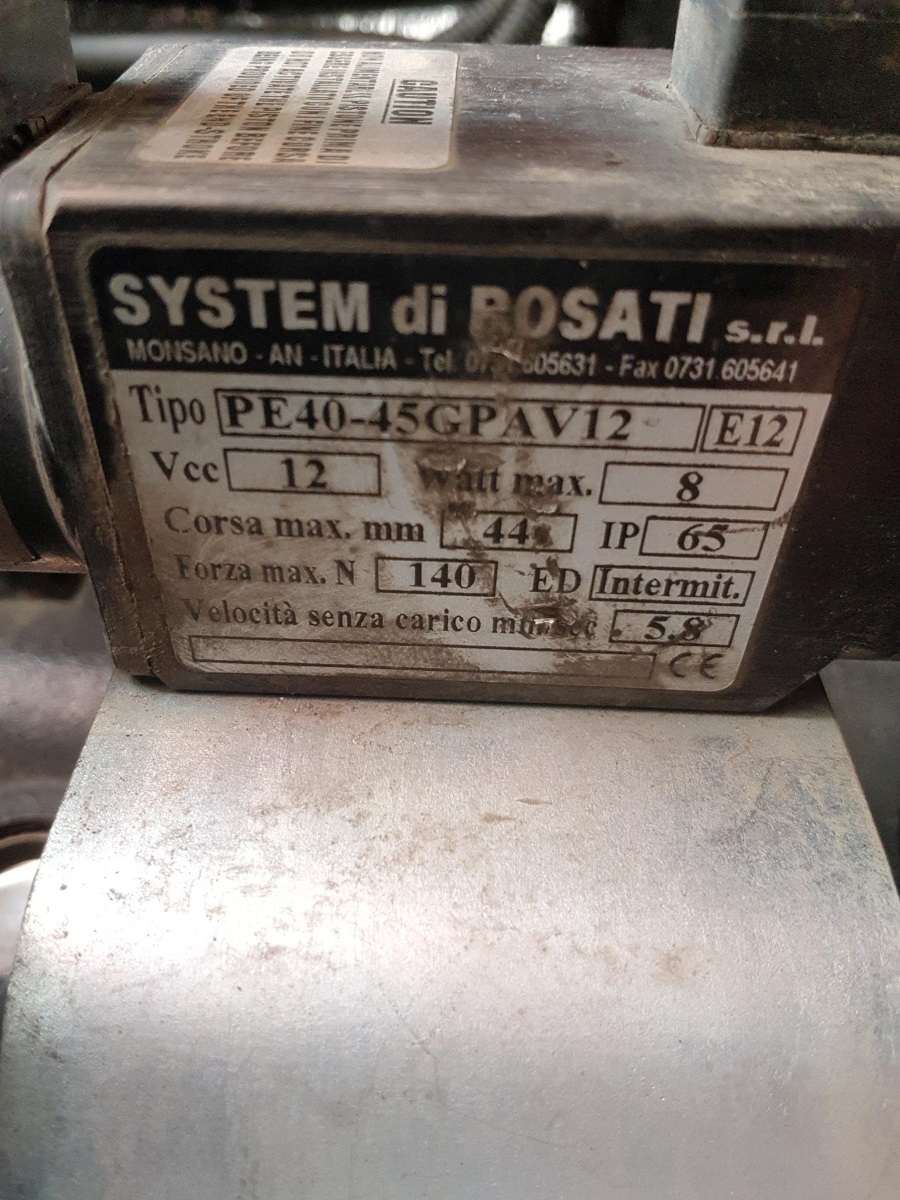 CAUTION
SYSTEM di ROSATI s.r.l.
MONSANO - AN - ITALIA - Tel. 0731 605631 - Fax 0731 605641
Tipo PE40-45GPAV12 E12
Vcc 12 Watt max. 8
Corsa max. mm 44 IP 65
Forza max. N 140 ED Intermit.
Velocità senza carico mm/sec 5.8
CE